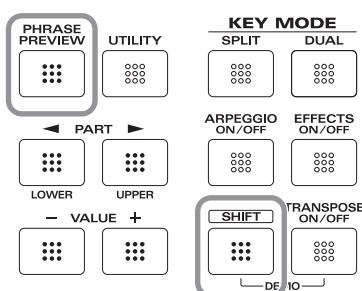 PHRASE
PREVIEW
UTILITY
KEY MODE
SPLIT
DUAL
ARPEGGIO
ON/OFF
EFFECTS
ON/OFF
◄ PART ►
LOWER
UPPER
SHIFT
TRANSPOSE
ON/OFF
− VALUE +
DEMO